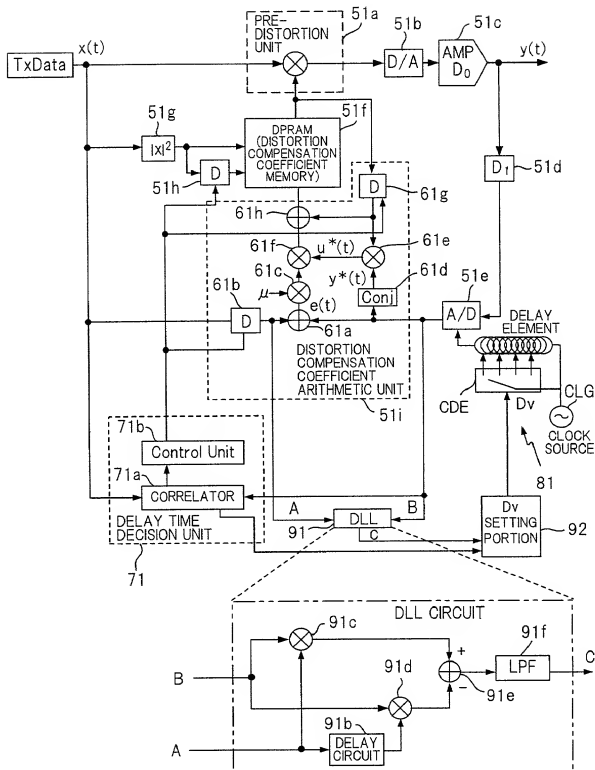 PRE-
DISTORTION
UNIT
51a
51b
51c
x(t)
TxData
D/A
AMP
D0
y(t)
51g
|x|2
51f
DPRAM
(DISTORTION
COMPENSATION
COEFFICIENT
MEMORY)
51h
D
D1
51d
D
61g
61h
61f
u*(t)
61e
61c
y*(t)
61d
61b
μ
e(t)
Conj
51e
A/D
D
61a
DELAY
ELEMENT
DISTORTION
COMPENSATION
COEFFICIENT
ARITHMETIC UNIT
51i
CDE
Dv
CLG
CLOCK
SOURCE
71b
Control Unit
71a
CORRELATOR
81
DELAY TIME
DECISION UNIT
71
A
B
DLL
91
C
Dv
SETTING
PORTION
92
DLL CIRCUIT
91c
91f
B
+
LPF
C
91d
−
91e
91b
A
DELAY
CIRCUIT